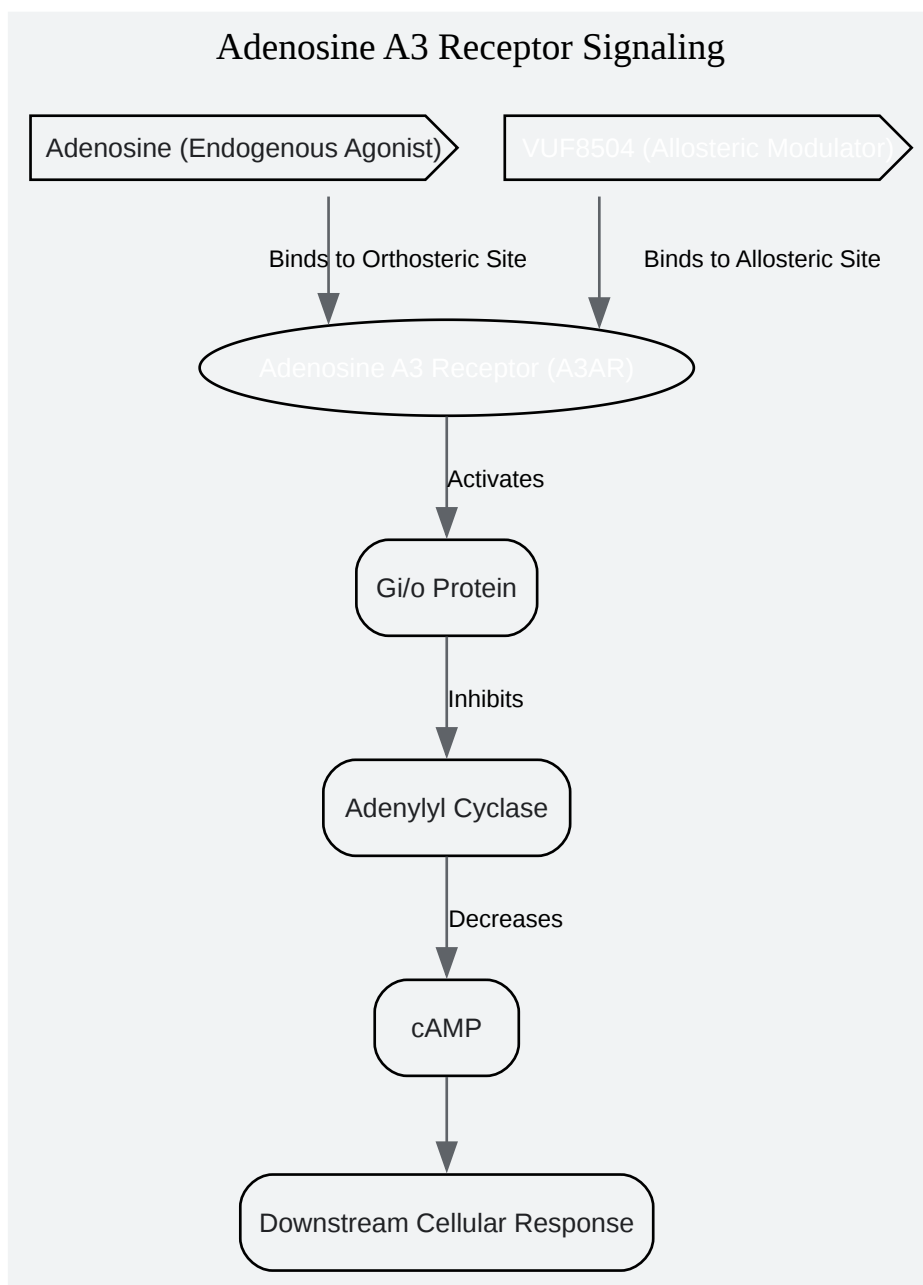 Adenosine A3 Receptor Signaling
Adenosine (Endogenous Agonist)
VUF8504 (Allosteric Modulator)
Binds to Orthosteric Site
Binds to Allosteric Site
Adenosine A3 Receptor (A3AR)
Activates
Gi/o Protein
Inhibits
Adenylyl Cyclase
Decreases
cAMP
Downstream Cellular Response